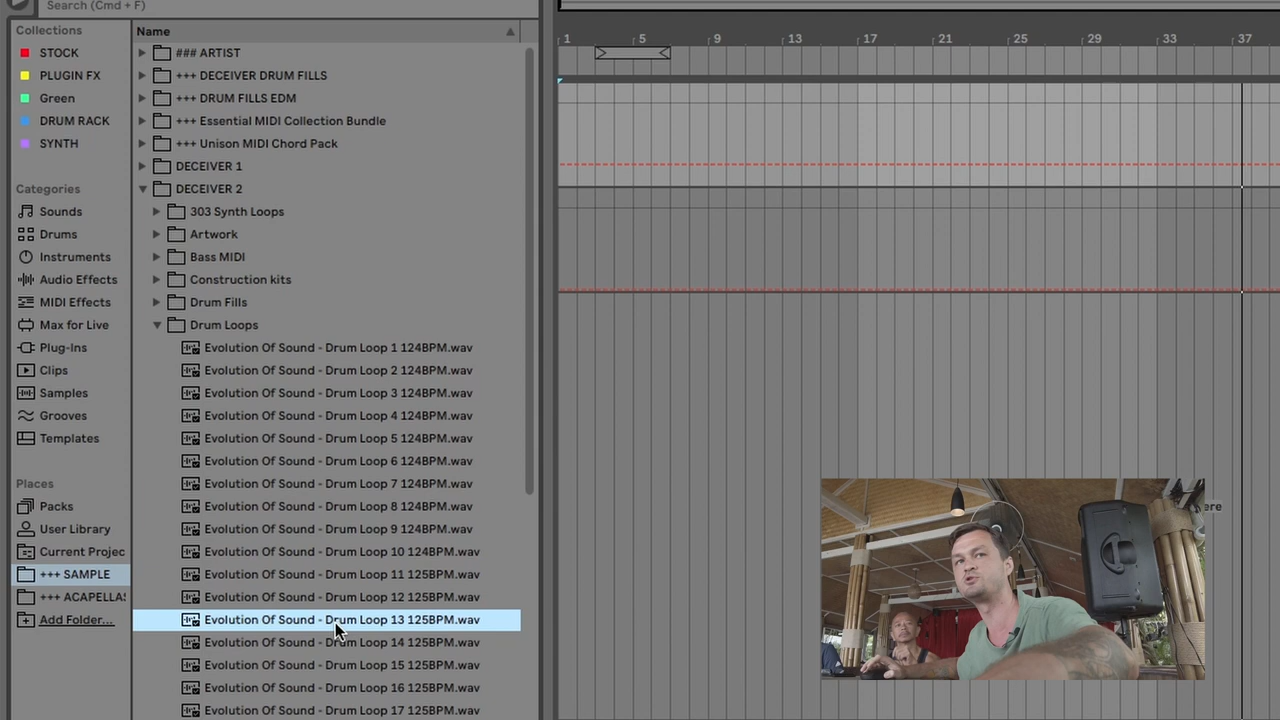 Search (Cmd + F)
Collections
STOCK
PLUGIN FX
Green
DRUM RACK
SYNTH
Categories
Sounds
Drums
Instruments
Audio Effects
MIDI Effects
Max for Live
Plug-Ins
Clips
Samples
Grooves
Templates
Places
Packs
User Library
Current Projec
+++ SAMPLE
+++ ACAPELLAS
Add Folder...
Name
### ARTIST
+++ DECEIVER DRUM FILLS
+++ DRUM FILLS EDM
+++ Essential MIDI Collection Bundle
+++ Unison MIDI Chord Pack
DECEIVER 1
DECEIVER 2
303 Synth Loops
Artwork
Bass MIDI
Construction kits
Drum Fills
Drum Loops
Evolution Of Sound - Drum Loop 1 124BPM.wav
Evolution Of Sound - Drum Loop 2 124BPM.wav
Evolution Of Sound - Drum Loop 3 124BPM.wav
Evolution Of Sound - Drum Loop 4 124BPM.wav
Evolution Of Sound - Drum Loop 5 124BPM.wav
Evolution Of Sound - Drum Loop 6 124BPM.wav
Evolution Of Sound - Drum Loop 7 124BPM.wav
Evolution Of Sound - Drum Loop 8 124BPM.wav
Evolution Of Sound - Drum Loop 9 124BPM.wav
Evolution Of Sound - Drum Loop 10 124BPM.wav
Evolution Of Sound - Drum Loop 11 125BPM.wav
Evolution Of Sound - Drum Loop 12 125BPM.wav
Evolution Of Sound - Drum Loop 13 125BPM.wav
Evolution Of Sound - Drum Loop 14 125BPM.wav
Evolution Of Sound - Drum Loop 15 125BPM.wav
Evolution Of Sound - Drum Loop 16 125BPM.wav
Evolution Of Sound - Drum Loop 17 125BPM.wav
1 5 9 13 17 21 25 29 33 37
ere